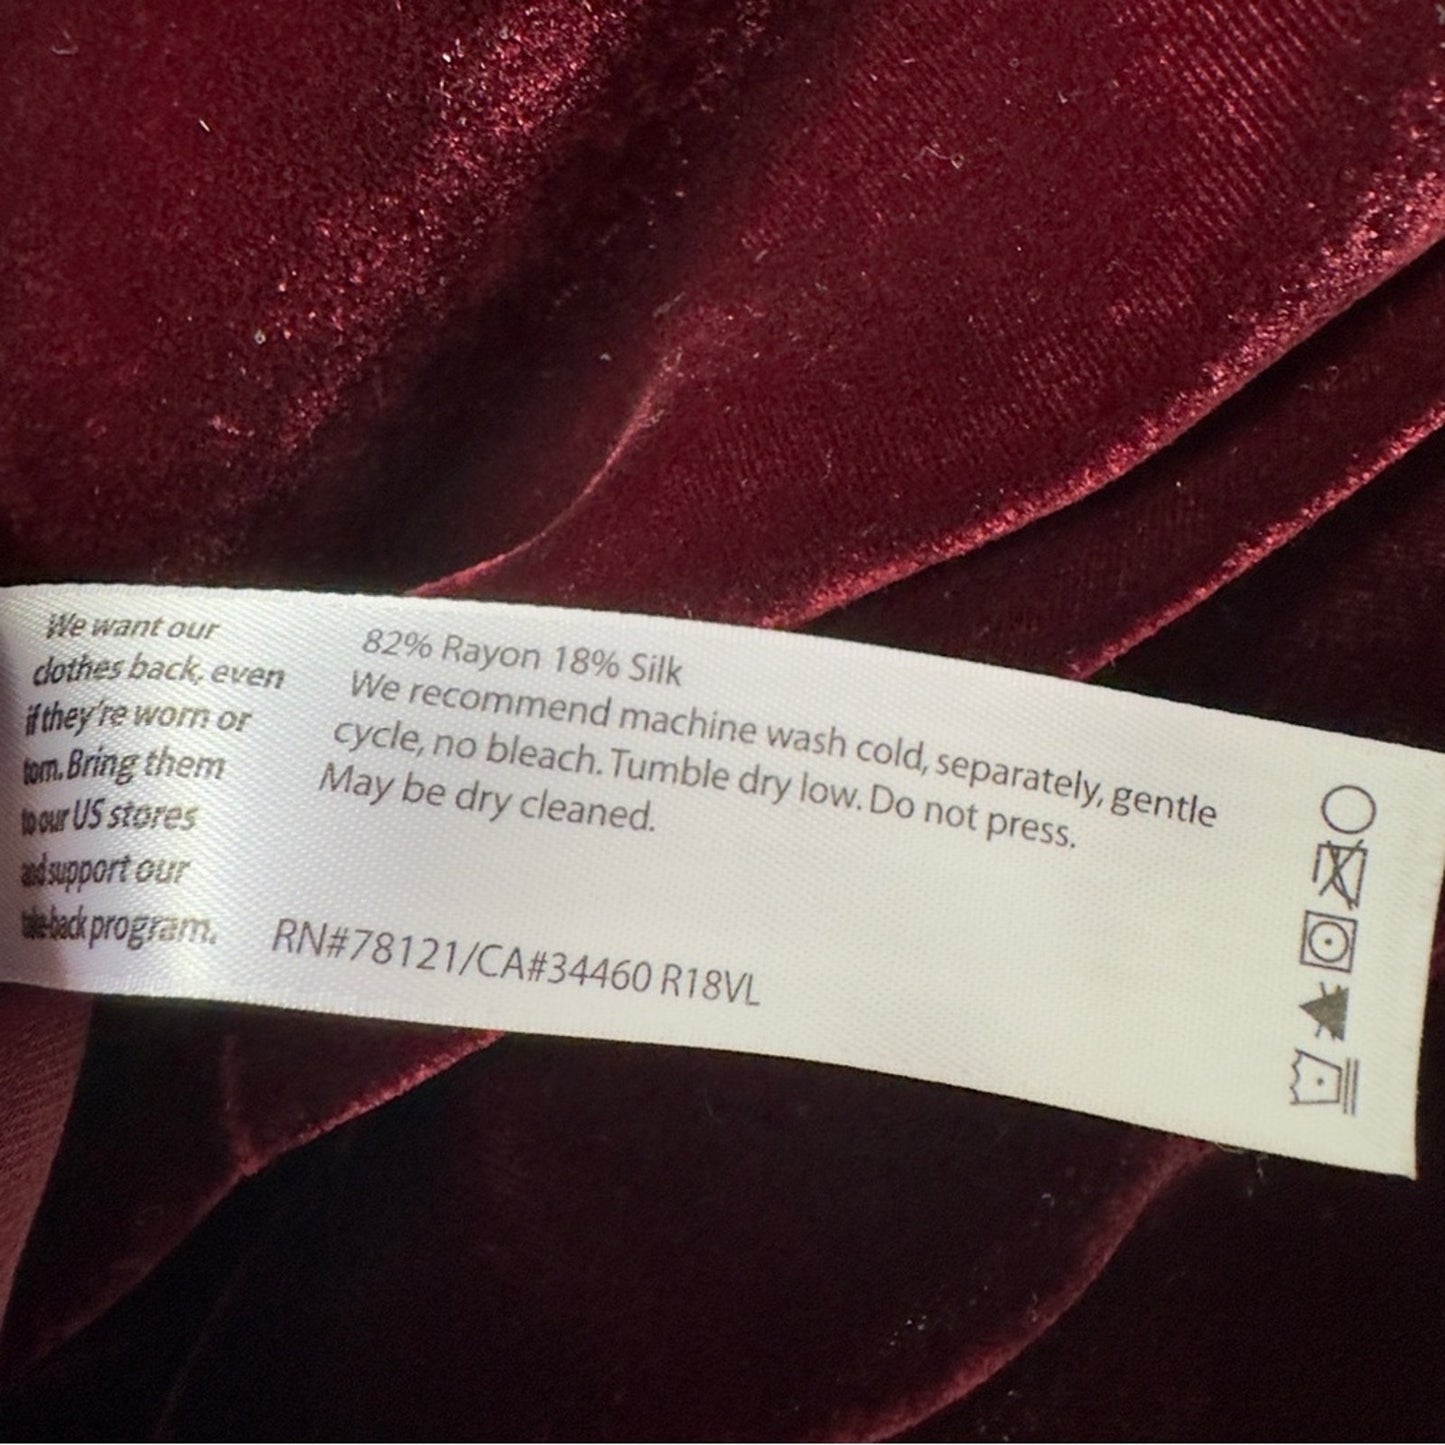 We want our
clothes back, even
if they're worn or
torn. Bring them
to our US stores
and support our
take-back program.
82% Rayon 18% Silk
We recommend machine wash cold, separately, gentle
cycle, no bleach. Tumble dry low. Do not press.
May be dry cleaned.
RN#78121/CA#34460 R18VL